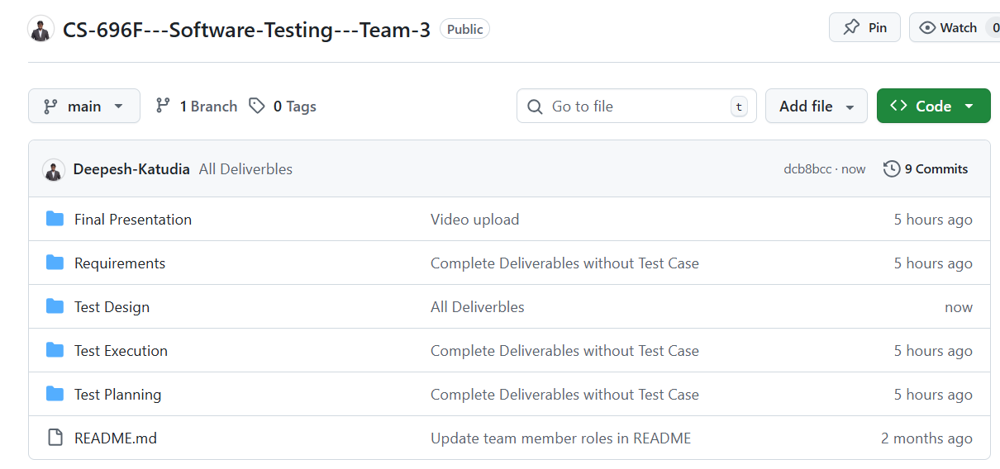 CS-696F---Software-Testing---Team-3 Public Pin Watch 0
main 1 Branch 0 Tags Go to file t Add file Code
Deepesh-Katudia All Deliverbles dcb8bcc · now 9 Commits
Final Presentation Video upload 5 hours ago
Requirements Complete Deliverables without Test Case 5 hours ago
Test Design All Deliverbles now
Test Execution Complete Deliverables without Test Case 5 hours ago
Test Planning Complete Deliverables without Test Case 5 hours ago
README.md Update team member roles in README 2 months ago